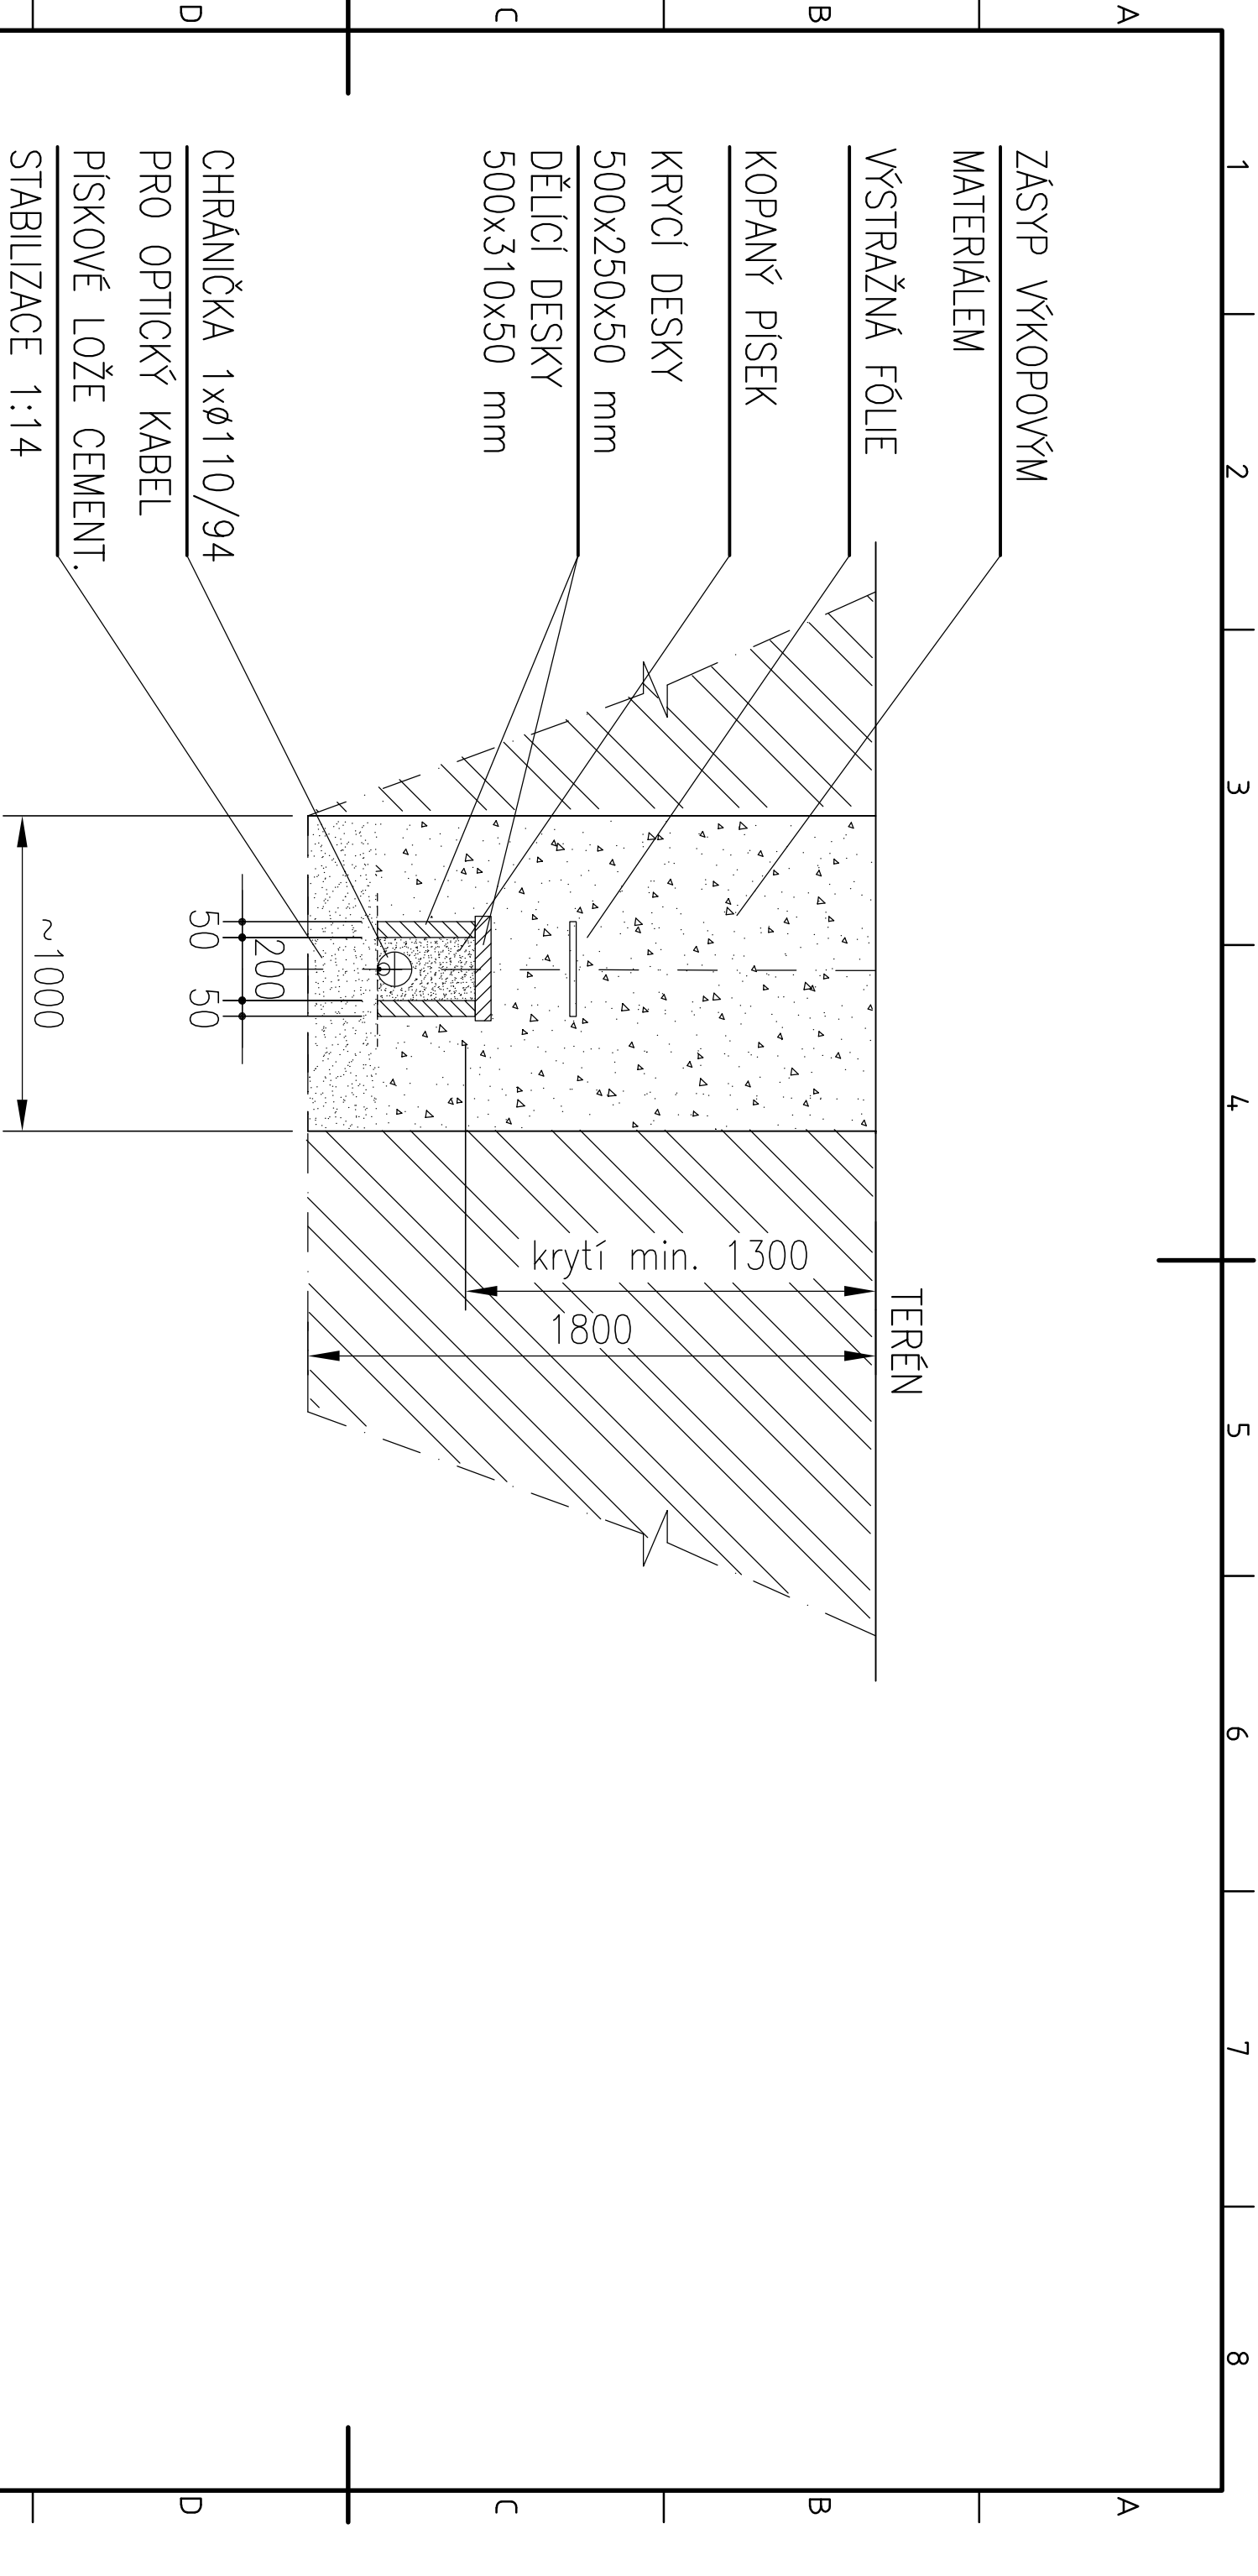 1
2
3
4
5
6
7
8
A
B
C
D
A
B
C
D
ZÁSYP VÝKOPOVÝM
MATERIÁLEM
VÝSTRAŽNÁ FÓLIE
KOPANÝ PÍSEK
KRYCÍ DESKY
500x250x50 mm
DĚLÍCÍ DESKY
500x310x50 mm
CHRÁNIČKA 1xø110/94
PRO OPTICKÝ KABEL
PÍSKOVÉ LOŽE CEMENT.
STABILIZACE 1:14
TERÉN
krytí min. 1300
1800
200
50
50
~1000